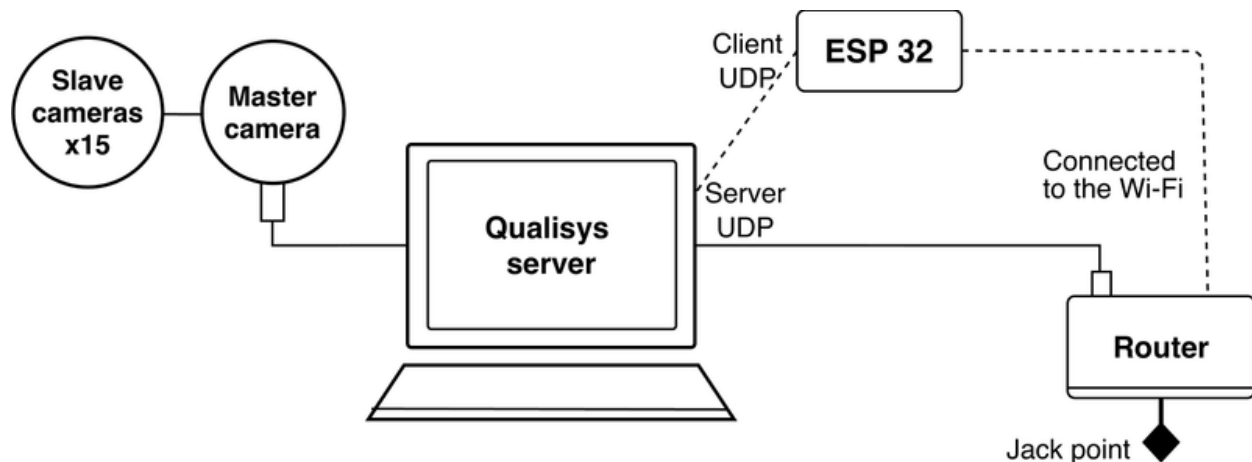 Slave
cameras
x15
Master
camera
Qualisys
server
Client
UDP
ESP 32
Server
UDP
Connected
to the Wi-Fi
Router
Jack point